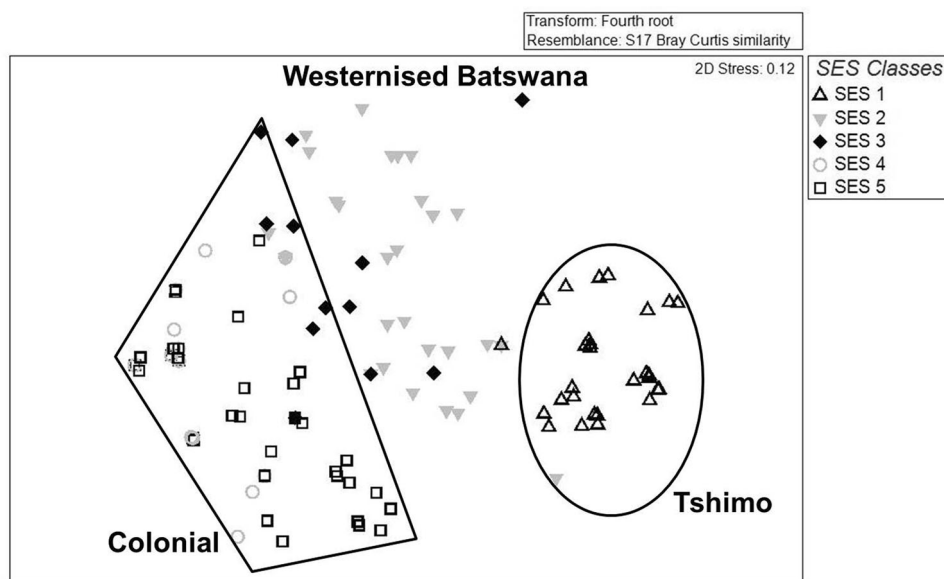 Transform: Fourth root
Resemblance: S17 Bray Curtis similarity
Westernised Batswana
2D Stress: 0.12
SES Classes
SES 1
SES 2
SES 3
SES 4
SES 5
Tshimo
Colonial